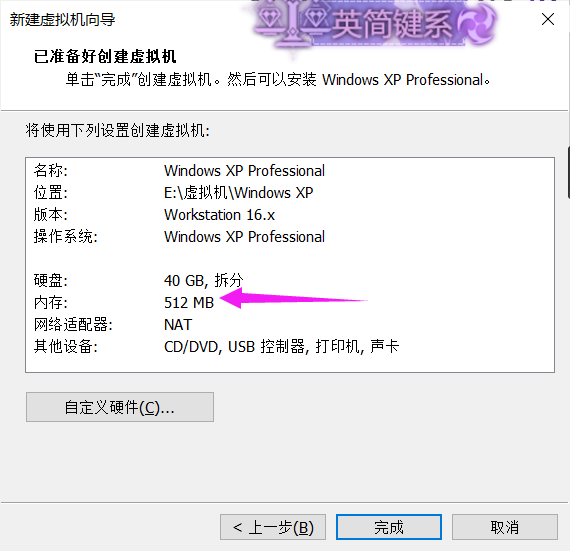 新建虚拟机向导
英简键系
已准备好创建虚拟机
单击“完成”创建虚拟机。然后可以安装 Windows XP Professional。
将使用下列设置创建虚拟机:
名称: Windows XP Professional
位置: E:\虚拟机\Windows XP
版本: Workstation 16.x
操作系统: Windows XP Professional
硬盘: 40 GB, 拆分
内存: 512 MB
网络适配器: NAT
其他设备: CD/DVD, USB 控制器, 打印机, 声卡
自定义硬件(C)...
< 上一步(B)
完成
取消